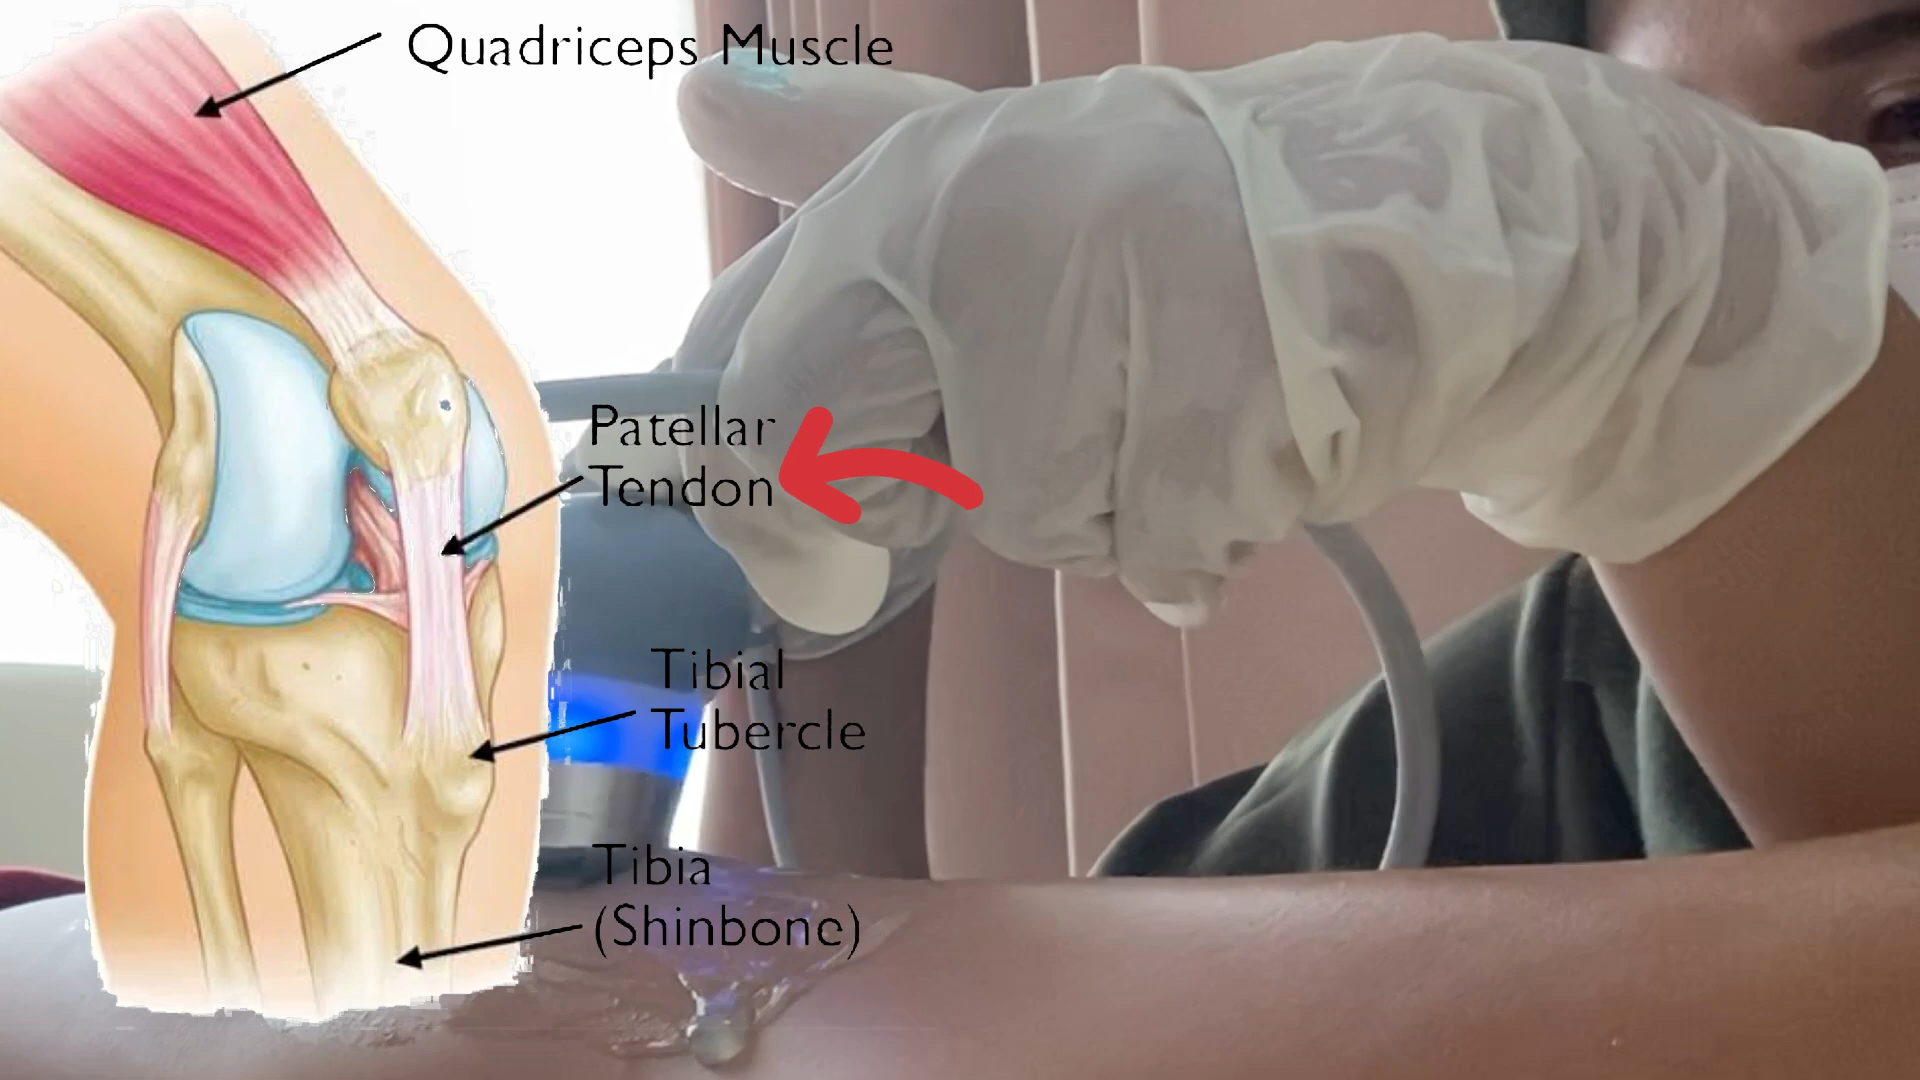 Quadriceps Muscle
Patellar
Tendon
Tibial
Tubercle
Tibia
(Shinbone)